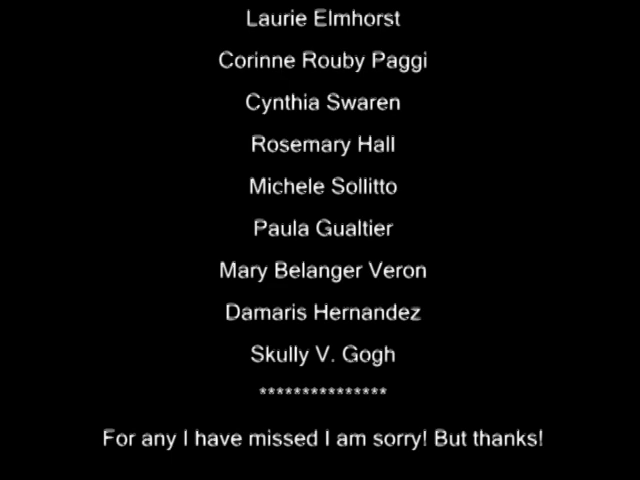 Laurie Elmhorst
Corinne Rouby Paggi
Cynthia Swaren
Rosemary Hall
Michele Sollitto
Paula Gualtier
Mary Belanger Veron
Damaris Hernandez
Skully V. Gogh
***************
For any I have missed I am sorry! But thanks!